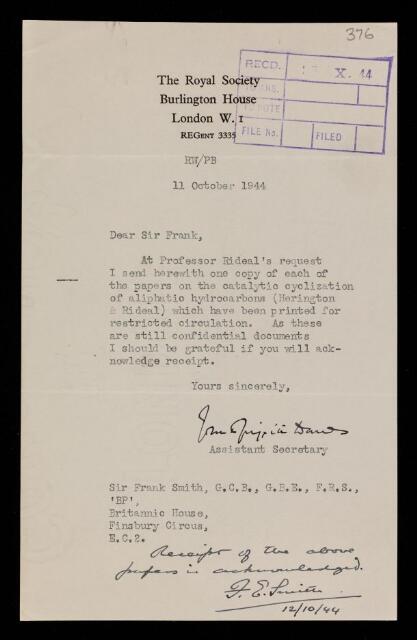 376
RECD. X. 44
FILE No. FILED
The Royal Society
Burlington House
London W. 1
REGENT 3335
RW/PB
11 October 1944
Dear Sir Frank,
At Professor Rideal's request
I send herewith one copy of each of
the papers on the catalytic cyclization
of aliphatic hydrocarbons (Herington
& Rideal) which have been printed for
restricted circulation. As these
are still confidential documents
I should be grateful if you will ack-
nowledge receipt.
Yours sincerely,
Assistant Secretary
Sir Frank Smith, G.C.B., G.B.E., F.R.S.,
'BP',
Britannic House,
Finsbury Circus,
E.C.2.
Receipt of the above
papers is acknowledged.
F. E. Smith
12/10/44